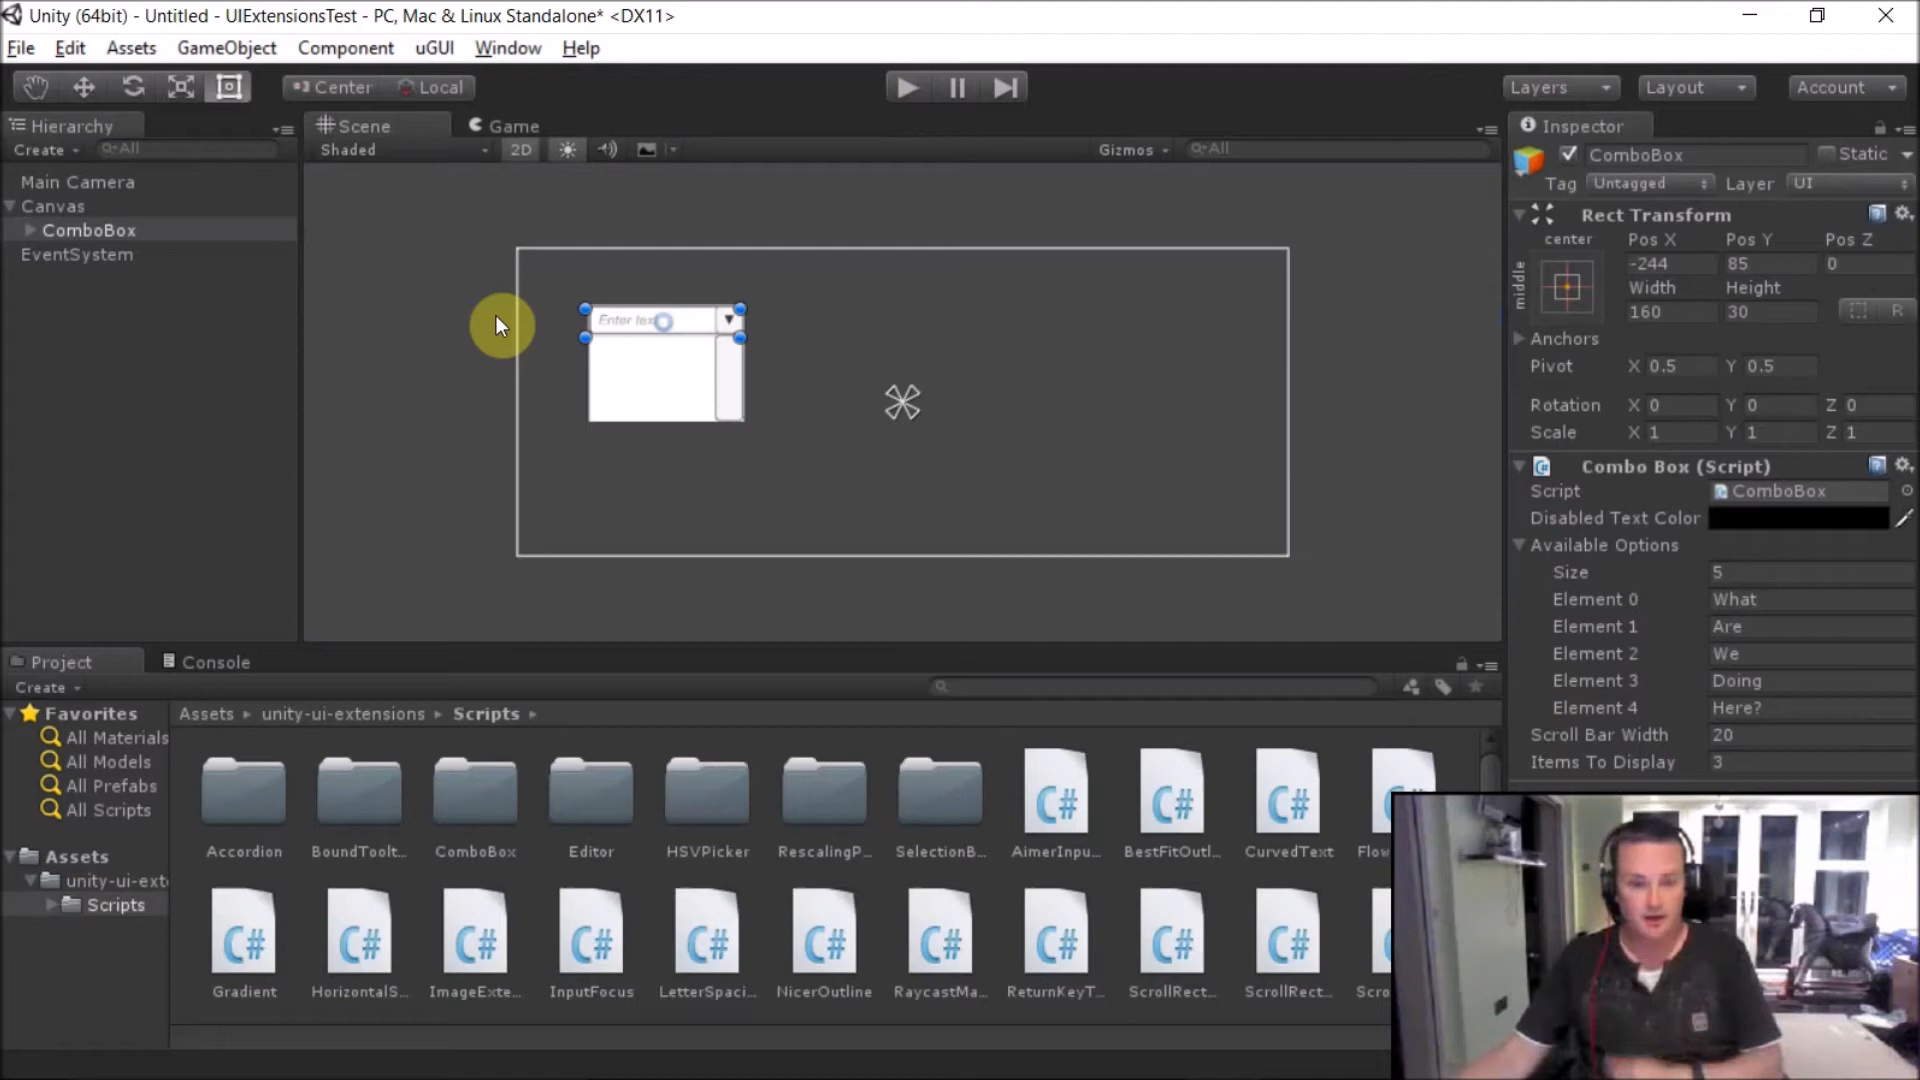 Unity (64bit) - Untitled - UIExtensionsTest - PC, Mac & Linux Standalone* <DX11>
File Edit Assets GameObject Component uGUI Window Help
Center Local
Layers Layout Account
Hierarchy
Create All
Main Camera
Canvas
ComboBox
EventSystem
Scene Game
Shaded 2D Gizmos All
Enter tex
Inspector
ComboBox Static
Tag Untagged Layer UI
Rect Transform
center Pos X Pos Y Pos Z
middle -244 85 0
Width Height
160 30 R
Anchors
Pivot X 0.5 Y 0.5
Rotation X 0 Y 0 Z 0
Scale X 1 Y 1 Z 1
Combo Box (Script)
Script ComboBox
Disabled Text Color
Available Options
Size 5
Element 0 What
Element 1 Are
Element 2 We
Element 3 Doing
Element 4 Here?
Scroll Bar Width 20
Items To Display 3
Project Console
Create
Favorites
All Materials
All Models
All Prefabs
All Scripts
Assets
unity-ui-ext
Scripts
Assets unity-ui-extensions Scripts
C# C# C# C#
Accordion BoundToolt... ComboBox Editor HSVPicker RescalingP... SelectionB... AimerInpu... BestFitOutl... CurvedText Flow
C# C# C# C# C# C# C# C# C# C#
Gradient HorizontalS... ImageExte... InputFocus LetterSpaci... NicerOutline RaycastMa... ReturnKeyT... ScrollRect... ScrollRect... Scro